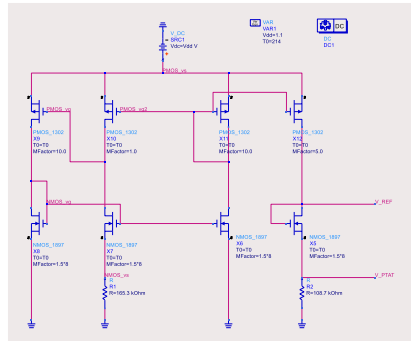 V_DC
SRC1
Vdc=Vdd V
VAR
VAR1
Vdd=1.1
T0=214
DC
DC
DC1
PMOS_vs
PMOS_vg
PMOS_vg2
PMOS_1302
X9
T0=T0
MFactor=10.0
PMOS_1302
X10
T0=T0
MFactor=1.0
PMOS_1302
X11
T0=T0
MFactor=10.0
PMOS_1302
X12
T0=T0
MFactor=5.0
NMOS_vg
V_REF
NMOS_1897
X8
T0=T0
MFactor=1.5*8
NMOS_1897
X7
T0=T0
MFactor=1.5*8
NMOS_1897
X6
T0=T0
MFactor=1.5*8
NMOS_1897
X5
T0=T0
MFactor=1.5*8
NMOS_vs
V_PTAT
R
R1
R=165.3 kOhm
R
R2
R=108.7 kOhm